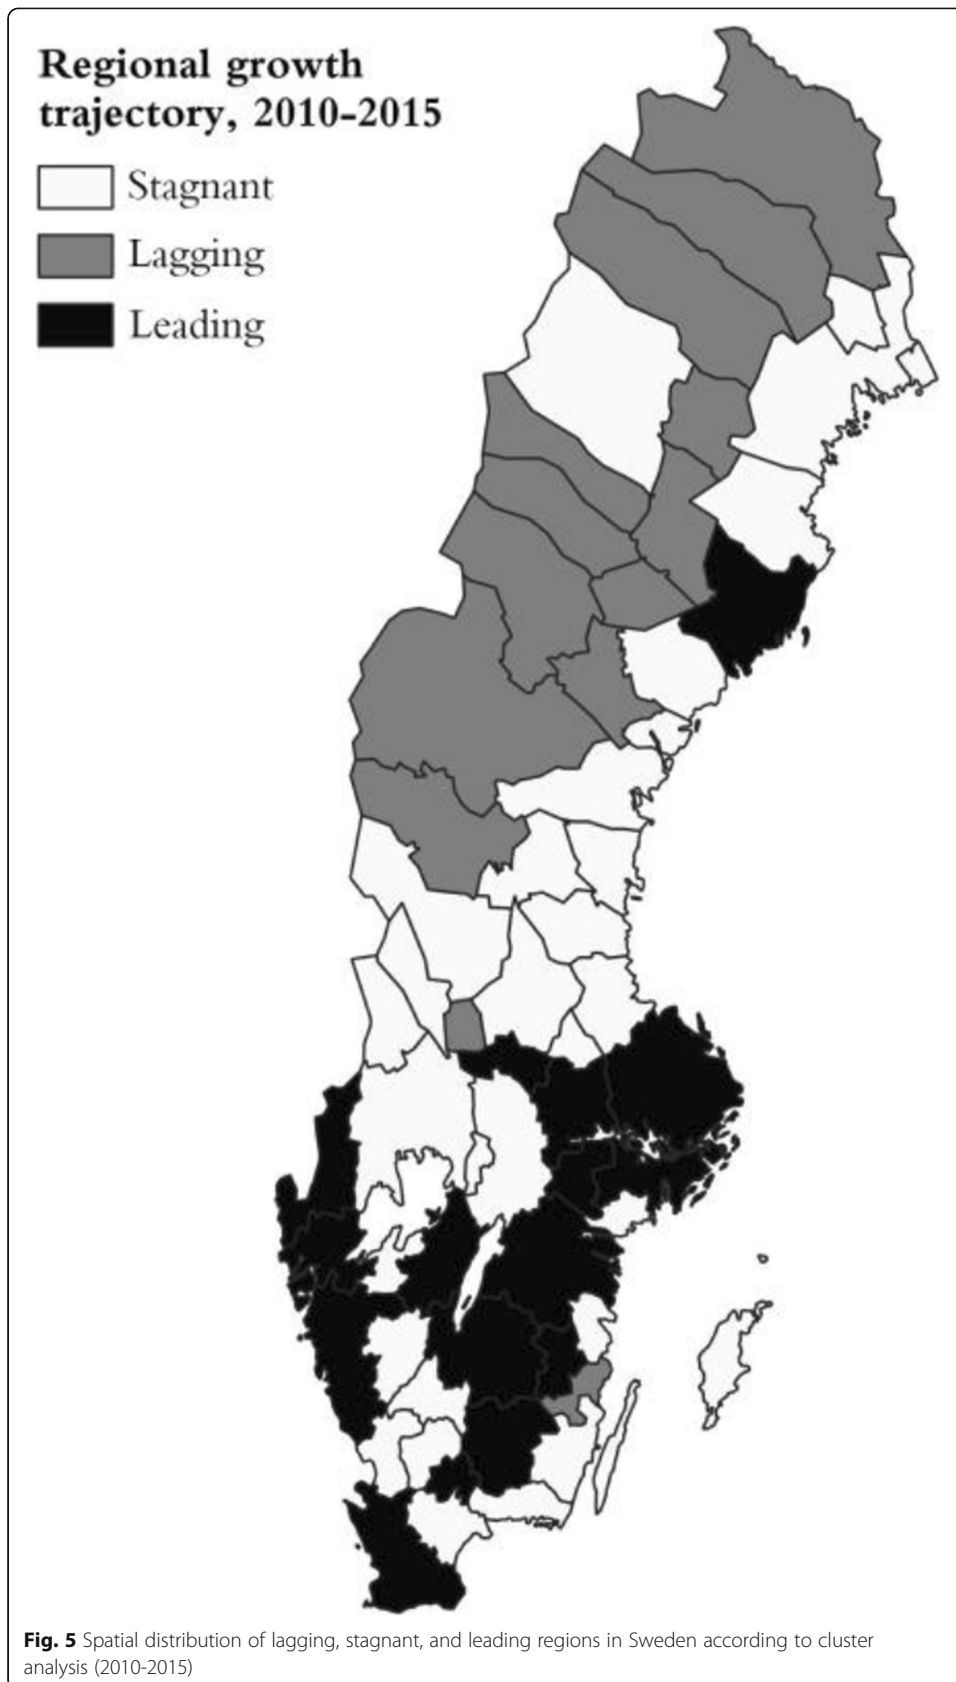 Regional growth
trajectory, 2010-2015
Stagnant
Lagging
Leading
Fig. 5 Spatial distribution of lagging, stagnant, and leading regions in Sweden according to cluster
analysis (2010-2015)